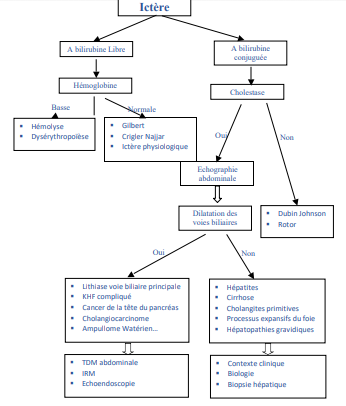 Ictère
A bilirubine Libre
A bilirubine
conjuguée
Hémoglobine
Cholestase
Basse
Normale
Hémolyse
Dysérythropoïèse
Gilbert
Crigler Najjar
Ictère physiologique
Oui
Non
Echographie
abdominale
Dilatation des
voies biliaires
Dubin Johnson
Rotor
Oui
Non
Lithiase voie biliaire principale
KHF compliqué
Cancer de la tête du pancréas
Cholangiocarcinome
Ampullome Watérien...
Hépatites
Cirrhose
Cholangites primitives
Processus expansifs du foie
Hépatopathies gravidiques
TDM abdominale
IRM
Echoendoscopie
Contexte clinique
Biologie
Biopsie hépatique